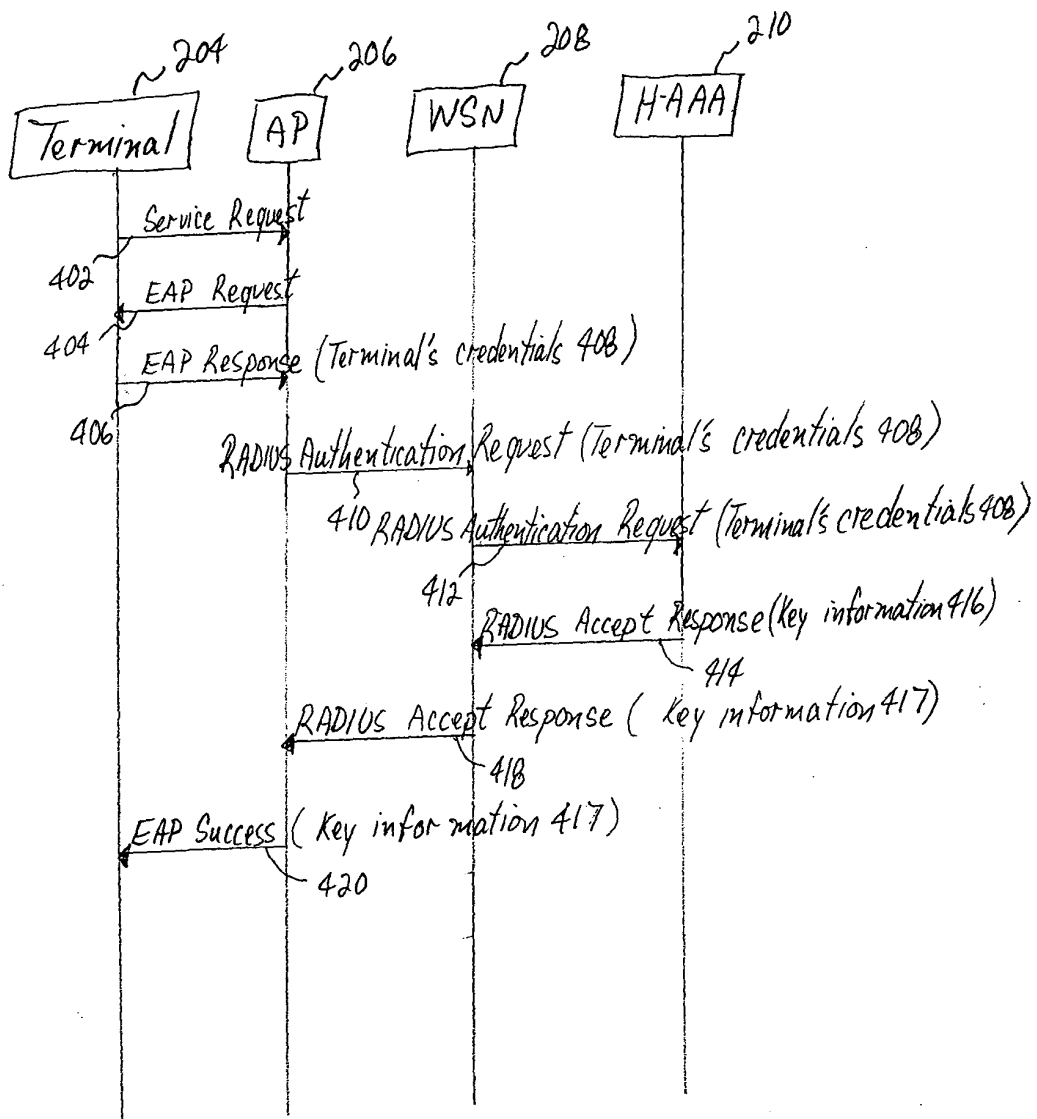 204
206
208
210
Terminal
AP
WSN
H-AAA
Service Request
402
EAP Request
404
EAP Response (Terminal's credentials 408)
406
RADIUS Authentication Request (Terminal's credentials 408)
410
RADIUS Authentication Request (Terminal's credentials 408)
412
RADIUS Accept Response (Key information 416)
414
RADIUS Accept Response ( Key information 417)
418
EAP Success ( Key information 417)
420